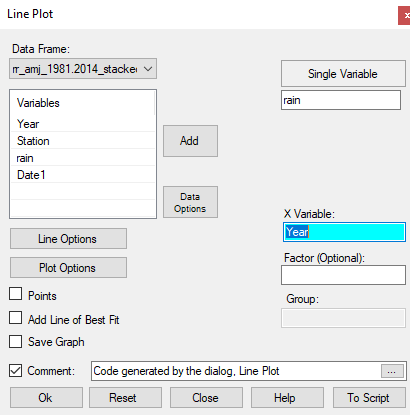 Line Plot
x
Data Frame:
rr_amj_1981.2014_stacked
Single Variable
rain
Variables
Year
Station
rain
Date1
Add
Data Options
X Variable:
Year
Line Options
Factor (Optional):
Plot Options
Points
Group:
Add Line of Best Fit
Save Graph
Comment:
Code generated by the dialog, Line Plot
...
Ok
Reset
Close
Help
To Script